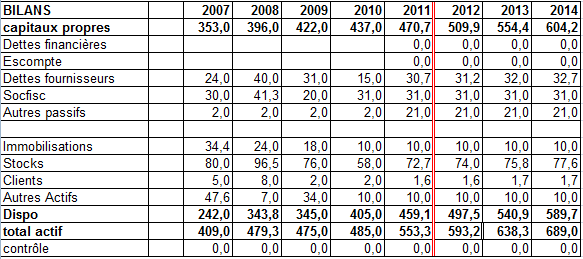 BILANS 2007 2008 2009 2010 2011 2012 2013 2014
capitaux propres 353,0 396,0 422,0 437,0 470,7 509,9 554,4 604,2
Dettes financières 0,0 0,0 0,0 0,0
Escompte 0,0 0,0 0,0 0,0
Dettes fournisseurs 24,0 40,0 31,0 15,0 30,7 31,2 32,0 32,7
Socfisc 30,0 41,3 20,0 31,0 31,0 31,0 31,0 31,0
Autres passifs 2,0 2,0 2,0 2,0 21,0 21,0 21,0 21,0
Immobilisations 34,4 24,0 18,0 10,0 10,0 10,0 10,0 10,0
Stocks 80,0 96,5 76,0 58,0 72,7 74,0 75,8 77,6
Clients 5,0 8,0 2,0 2,0 1,6 1,6 1,7 1,7
Autres Actifs 47,6 7,0 34,0 10,0 10,0 10,0 10,0 10,0
Dispo 242,0 343,8 345,0 405,0 459,1 497,5 540,9 589,7
total actif 409,0 479,3 475,0 485,0 553,3 593,2 638,3 689,0
contrôle 0,0 0,0 0,0 0,0 0,0 0,0 0,0 0,0